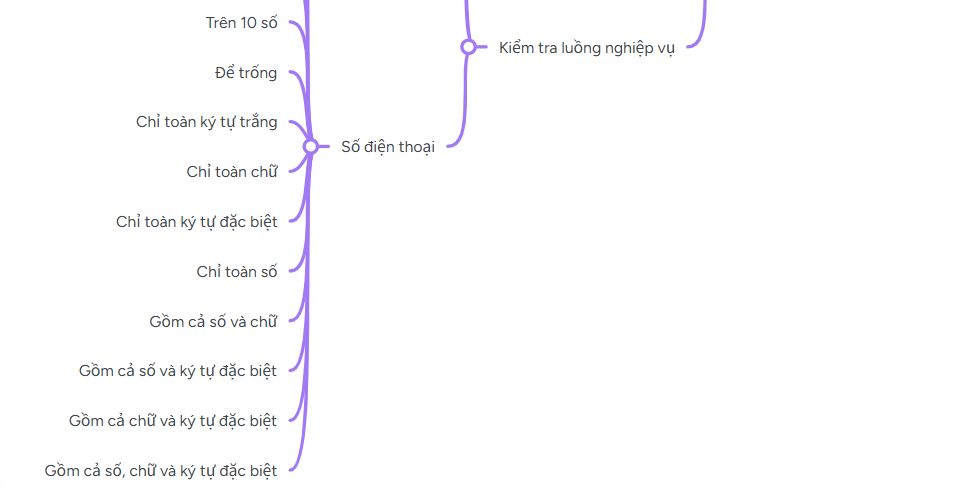 Trên 10 số
Kiểm tra luồng nghiệp vụ
Để trống
Chỉ toàn ký tự trắng
Số điện thoại
Chỉ toàn chữ
Chỉ toàn ký tự đặc biệt
Chỉ toàn số
Gồm cả số và chữ
Gồm cả số và ký tự đặc biệt
Gồm cả chữ và ký tự đặc biệt
Gồm cả số, chữ và ký tự đặc biệt